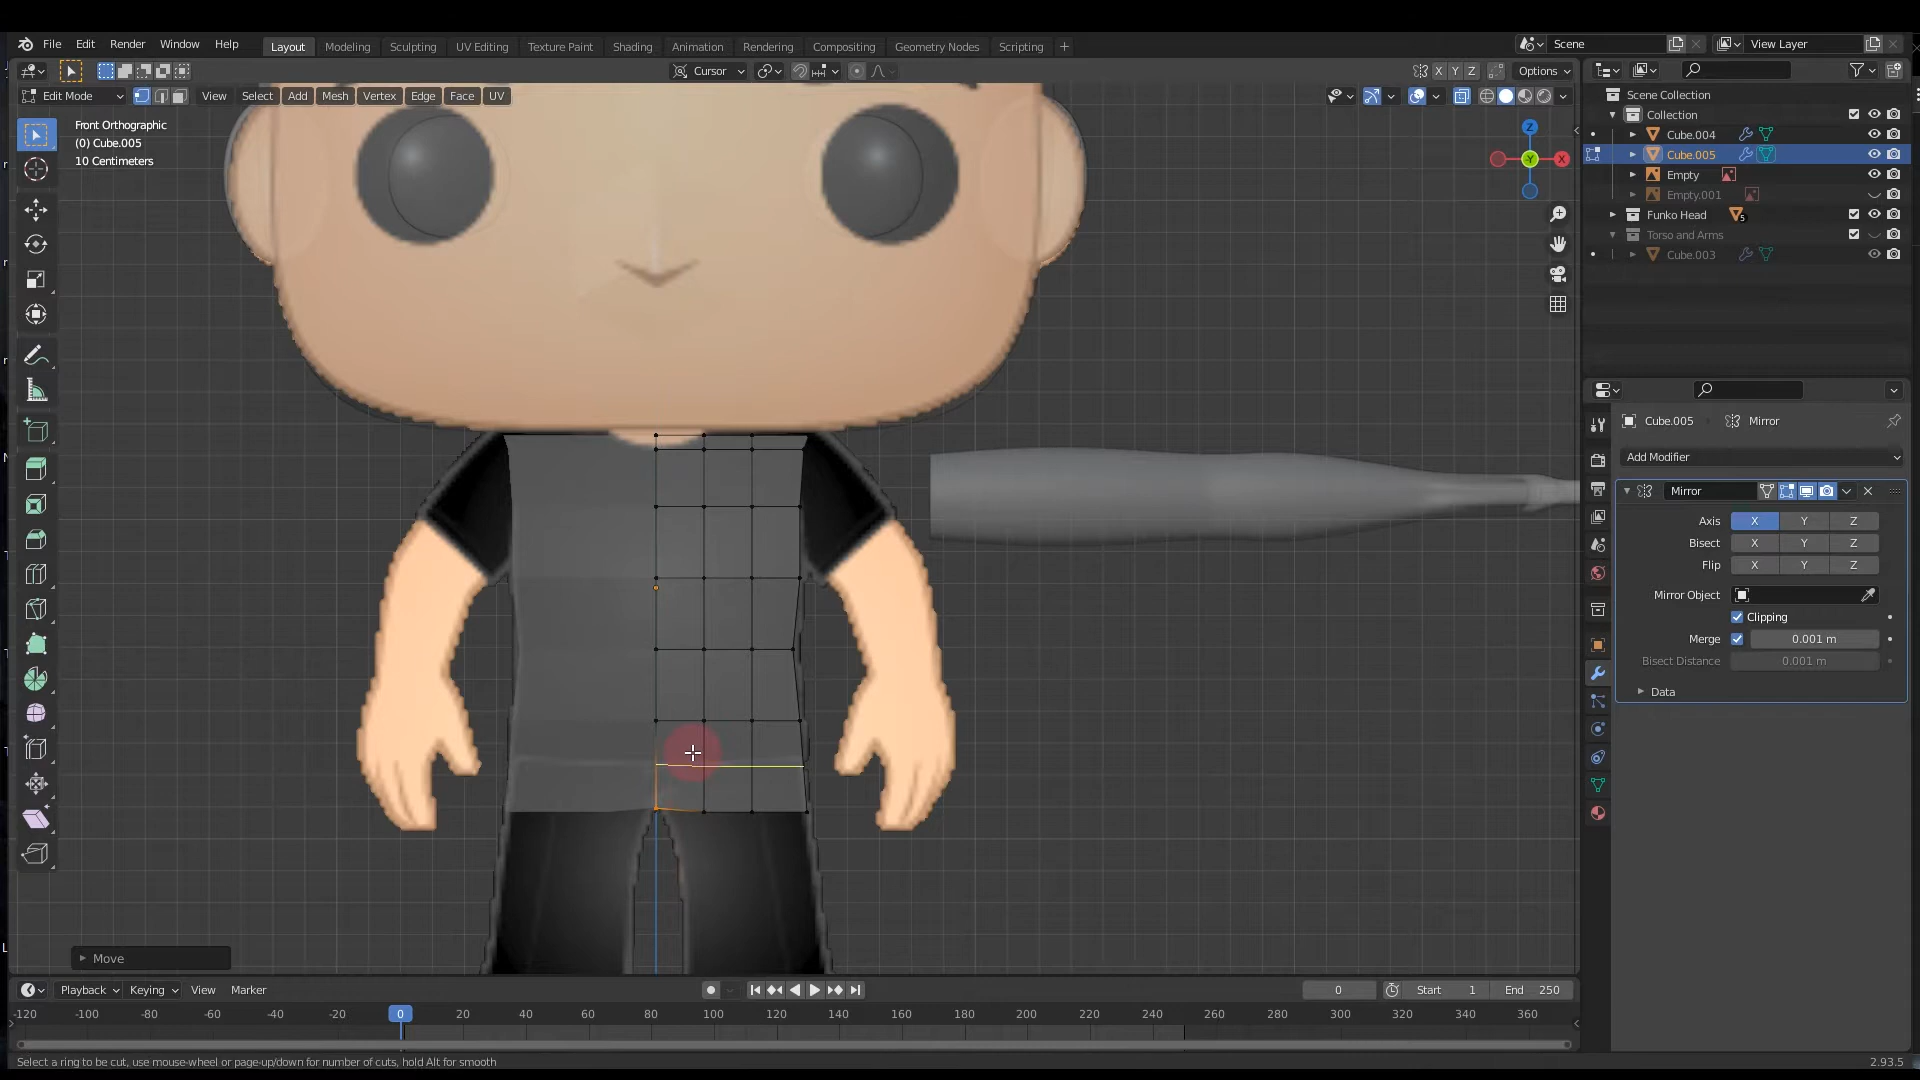 File Edit Render Window Help Layout Modeling Sculpting UV Editing Texture Paint Shading Animation Rendering Compositing Geometry Nodes Scripting + Scene View Layer
Cursor X Y Z Options
Edit Mode View Select Add Mesh Vertex Edge Face UV
Front Orthographic
(0) Cube.005
10 Centimeters
Z
-Y
X
Scene Collection
Collection
Cube.004
Cube.005
Empty
Empty.001
Funko Head 5
Torso and Arms
Cube.003
Cube.005 Mirror
Add Modifier
Mirror
Axis X Y Z
Bisect X Y Z
Flip X Y Z
Mirror Object
Clipping
Merge 0.001 m
Bisect Distance 0.001 m
Data
Move
Playback Keying View Marker 0 Start 1 End 250
-120 -100 -80 -60 -40 -20 0 20 40 60 80 100 120 140 160 180 200 220 240 260 280 300 320 340 360
Select a ring to be cut, use mouse-wheel or page-up/down for number of cuts, hold Alt for smooth 2.93.5